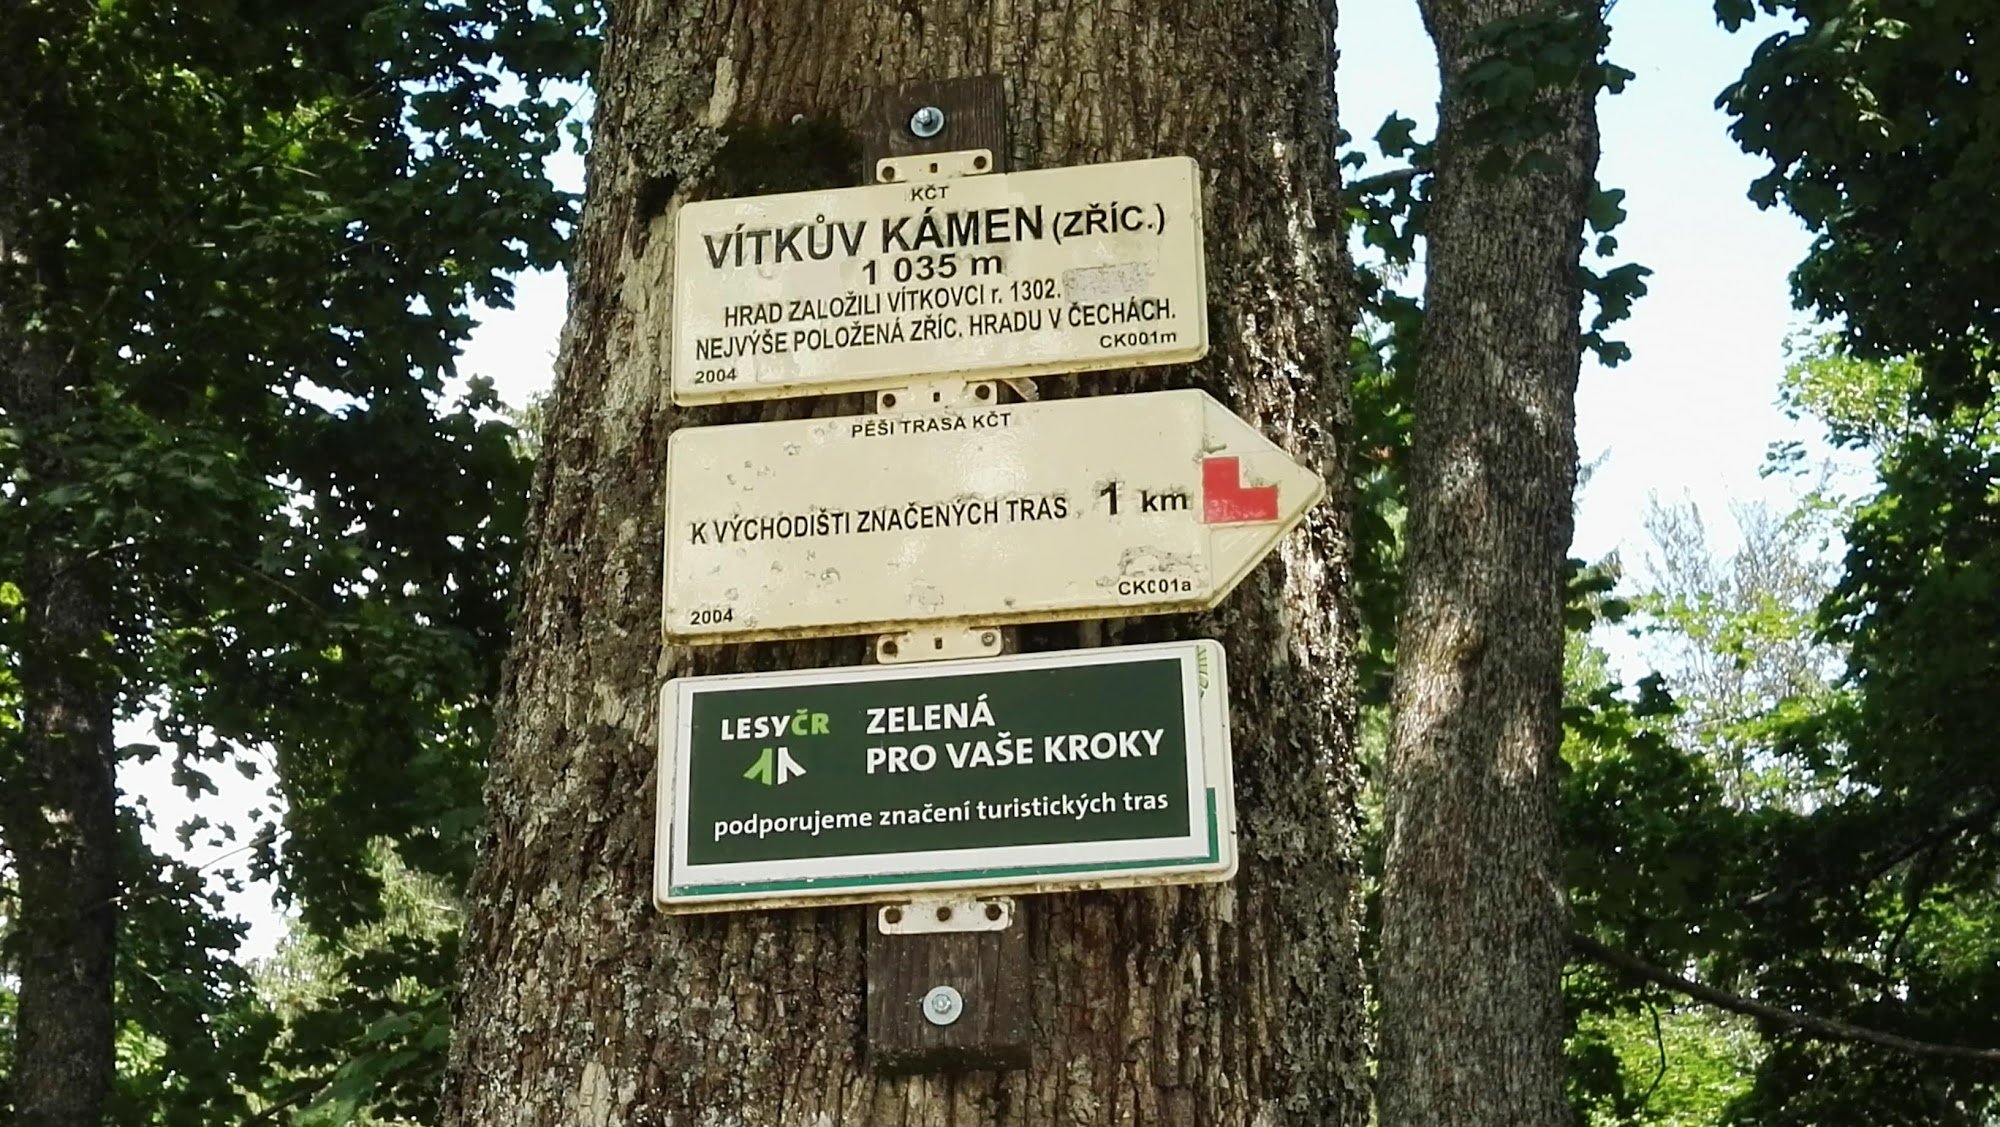 KČT
VÍTKŮV KÁMEN (ZŘÍC.)
1 035 m
HRAD ZALOŽILI VÍTKOVCI r. 1302.
NEJVÝŠE POLOŽENÁ ZŘÍC. HRADU V ČECHÁCH.
2004 CK001m
PĚŠI TRASA KČT
K VÝCHODIŠTI ZNAČENÝCH TRAS 1 km
2004 CK001a
LESY ČR
ZELENÁ
PRO VAŠE KROKY
podporujeme značení turistických tras